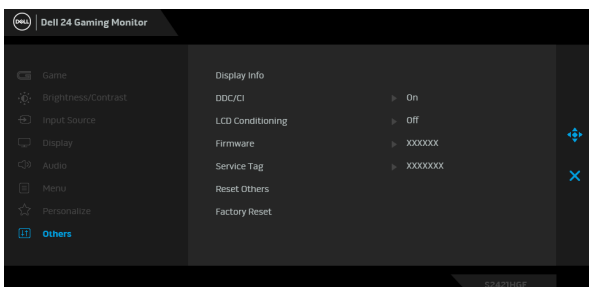 DELL Dell 24 Gaming Monitor
Game
Brightness/Contrast
Input Source
Display
Audio
Menu
Personalize
Others
Display Info
DDC/CI On
LCD Conditioning Off
Firmware XXXXXX
Service Tag XXXXXXX
Reset Others
Factory Reset
S2421HGF